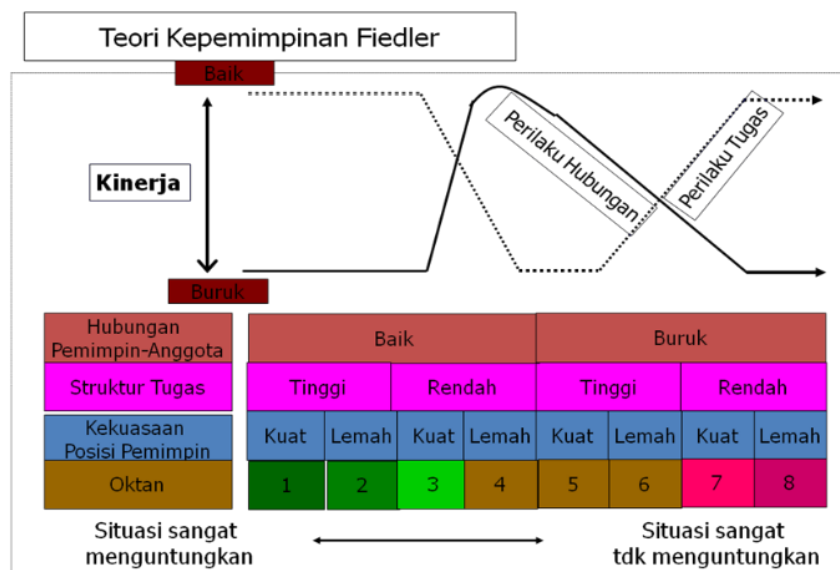 Teori Kepemimpinan Fiedler
Baik
Kinerja
Perilaku Hubungan
Perilaku Tugas
Buruk
Hubungan
Pemimpin-Anggota
Baik
Buruk
Struktur Tugas
Tinggi
Rendah
Tinggi
Rendah
Kekuasaan
Posisi Pemimpin
Kuat
Lemah
Kuat
Lemah
Kuat
Lemah
Kuat
Lemah
Oktan
1
2
3
4
5
6
7
8
Situasi sangat
menguntungkan
Situasi sangat
tdk menguntungkan